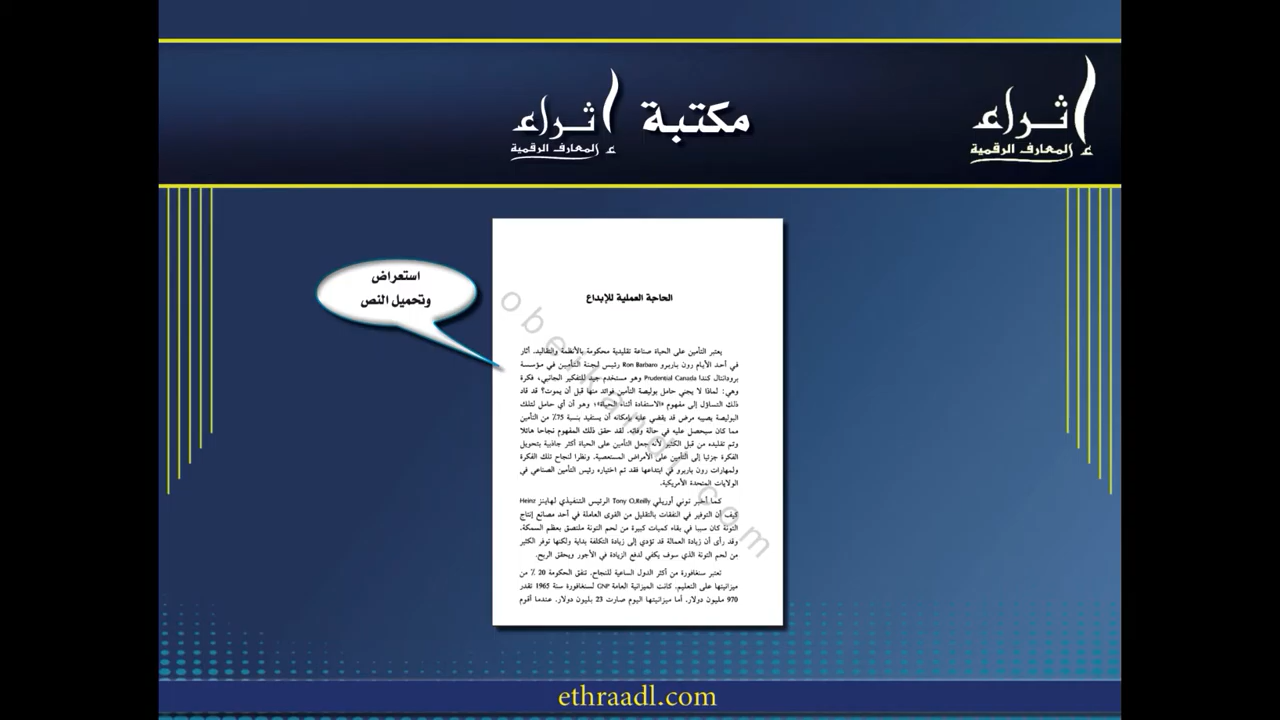 إثراء
المعارف الرقمية
مكتبة إثراء
المعارف الرقمية
استعراض
وتحميل النص
الحاجة العملية للإبداع
يعتبر التأمين على الحياة صناعة تقليدية محكومة بالأنظمة والتقاليد. أثار
في أحد الأيام رون باربرو Ron Barbaro رئيس لجنة التأمين في مؤسسة
برودانتال كندا Prudential Canada وهو مستخدم جيد للتفكير الجانبي، فكرة
وهي: لماذا لا يجني حامل بوليصة التأمين فوائد منها قبل أن يموت؟ قد قاد
ذلك التساؤل إلى مفهوم «الاستفادة أثناء الحياة»؛ وهو أن أي حامل لتلك
البوليصة يصيبه مرض قد يقضي عليه بإمكانه أن يستفيد بنسبة 75٪ من التأمين
مما كان سيحصل عليه في حالة وفاته. لقد حقق ذلك المفهوم نجاحا هائلا
وتم تقليده من قبل الكثير لأنه جعل التأمين على الحياة أكثر جاذبية بتحويل
الفكرة جزئيا إلى التأمين على الأمراض المستعصية. ونظرا لنجاح تلك الفكرة
ولمهارات رون باربرو في ابتداعها فقد تم اختياره رئيس التأمين الصناعي في
الولايات المتحدة الأمريكية.
كما أخبر توني أوريلي Tony O,Reilly الرئيس التنفيذي لهاينز Heinz
كيف أن التوفير في النفقات بالتقليل من القوى العاملة في أحد مصانع إنتاج
التونة كان سببا في بقاء كميات كبيرة من لحم التونة ملتصق بعظم السمكة.
وقد رأى أن زيادة العمالة قد تؤدي إلى زيادة التكلفة بداية ولكنها توفر الكثير
من لحم التونة الذي سوف يكفي لدفع الزيادة في الأجور ويحقق الربح.
تعتبر سنغافورة من أكثر الدول الساعية للنجاح. تنفق الحكومة 20 ٪ من
ميزانيتها على التعليم. كانت الميزانية العامة GNP لسنغافورة سنة 1965 تقدر
970 مليون دولار. أما ميزانيتها اليوم صارت 23 بليون دولار. عندما أقوم
obeikandl.com
ethraadl.com